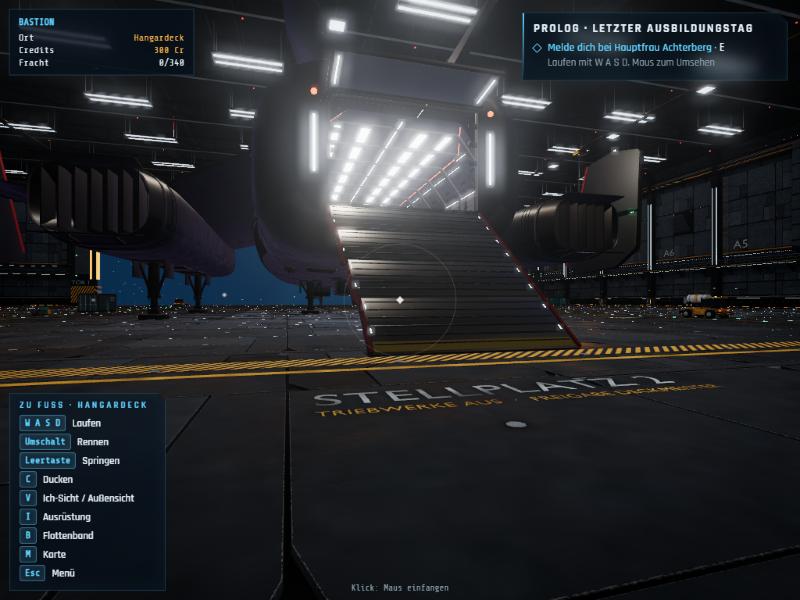 BASTION
Ort Hangardeck
Credits 300 Cr
Fracht 0/340
PROLOG · LETZTER AUSBILDUNGSTAG
Melde dich bei Hauptfrau Achterberg · E
Laufen mit W A S D. Maus zum Umsehen
A6
A5
STELLPLATZ 2
TRIEBWERKE AUS · FREIGABE DECKMEISTER
ZU FUSS · HANGARDECK
W A S D Laufen
Umschalt Rennen
Leertaste Springen
C Ducken
V Ich-Sicht / Außensicht
I Ausrüstung
B Flottenband
M Karte
Esc Menü
Klick: Maus einfangen